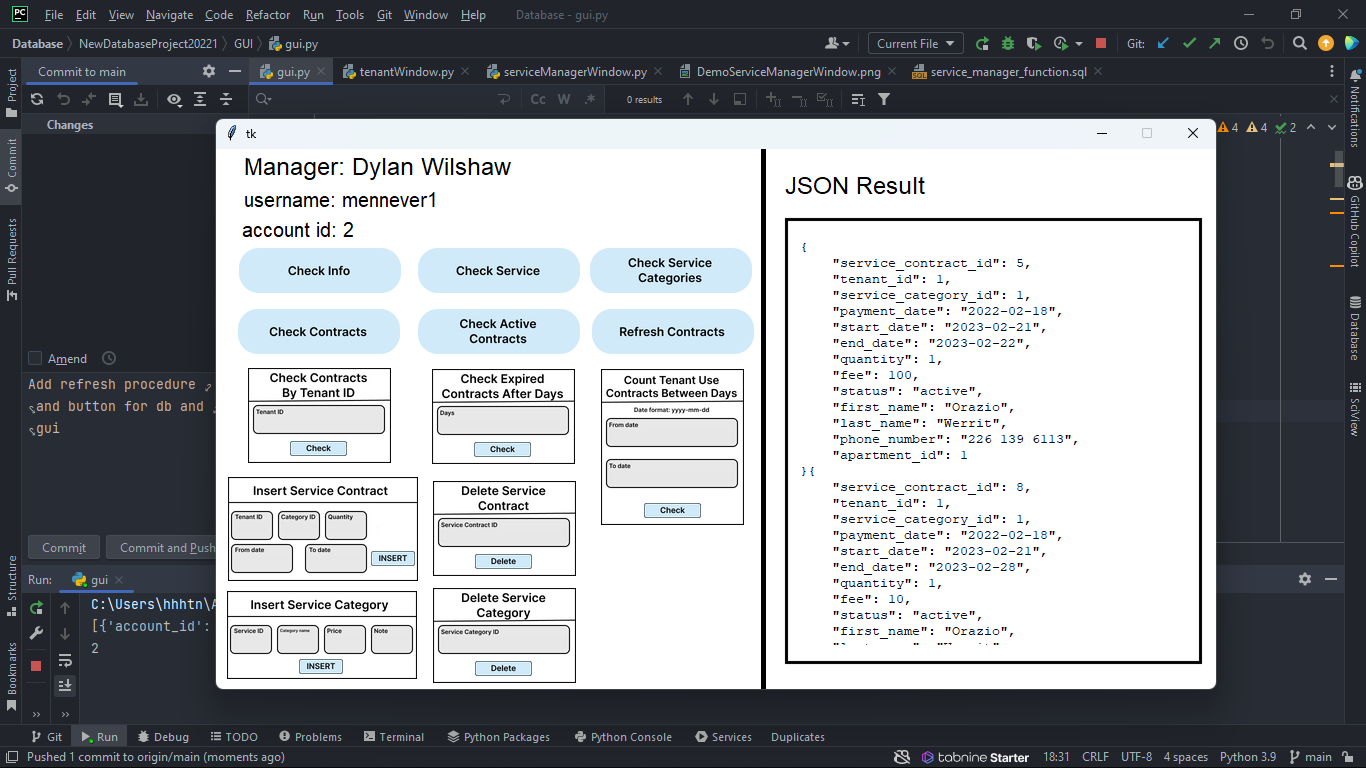 PC File Edit View Navigate Code Refactor Run Tools Git Window Help Database - gui.py
Database NewDatabaseProject20221 GUI gui.py Current File Git:
Project
Commit to main gui.py tenantWindow.py serviceManagerWindow.py DemoServiceManagerWindow.png service_manager_function.sql
Cc W .* 0 results
Changes
4 4 2
Commit
Pull Requests
Amend
Add refresh procedure
and button for db and
gui
Commit Commit and Push
Structure
Bookmarks
Run: gui
C:\Users\hhhtn\A
[{'account_id':
2
tk
Manager: Dylan Wilshaw
username: mennever1
account id: 2
Check Info
Check Service
Check Service
Categories
Check Contracts
Check Active
Contracts
Refresh Contracts
Check Contracts
By Tenant ID
Tenant ID
Check
Check Expired
Contracts After Days
Days
Check
Count Tenant Use
Contracts Between Days
Date format: yyyy-mm-dd
From date
To date
Check
Insert Service Contract
Tenant ID Category ID Quantity
From date To date INSERT
Delete Service
Contract
Service Contract ID
Delete
Insert Service Category
Service ID Category name Price Note
INSERT
Delete Service
Category
Service Category ID
Delete
JSON Result
{
"service_contract_id": 5,
"tenant_id": 1,
"service_category_id": 1,
"payment_date": "2022-02-18",
"start_date": "2023-02-21",
"end_date": "2023-02-22",
"quantity": 1,
"fee": 100,
"status": "active",
"first_name": "Orazio",
"last_name": "Werrit",
"phone_number": "226 139 6113",
"apartment_id": 1
}{
"service_contract_id": 8,
"tenant_id": 1,
"service_category_id": 1,
"payment_date": "2022-02-18",
"start_date": "2023-02-21",
"end_date": "2023-02-28",
"quantity": 1,
"fee": 10,
"status": "active",
"first_name": "Orazio",
Notifications
GitHub Copilot
Database
SciView
Git Run Debug TODO Problems Terminal Python Packages Python Console Services Duplicates
Pushed 1 commit to origin/main (moments ago) tabnine Starter 18:31 CRLF UTF-8 4 spaces Python 3.9 main